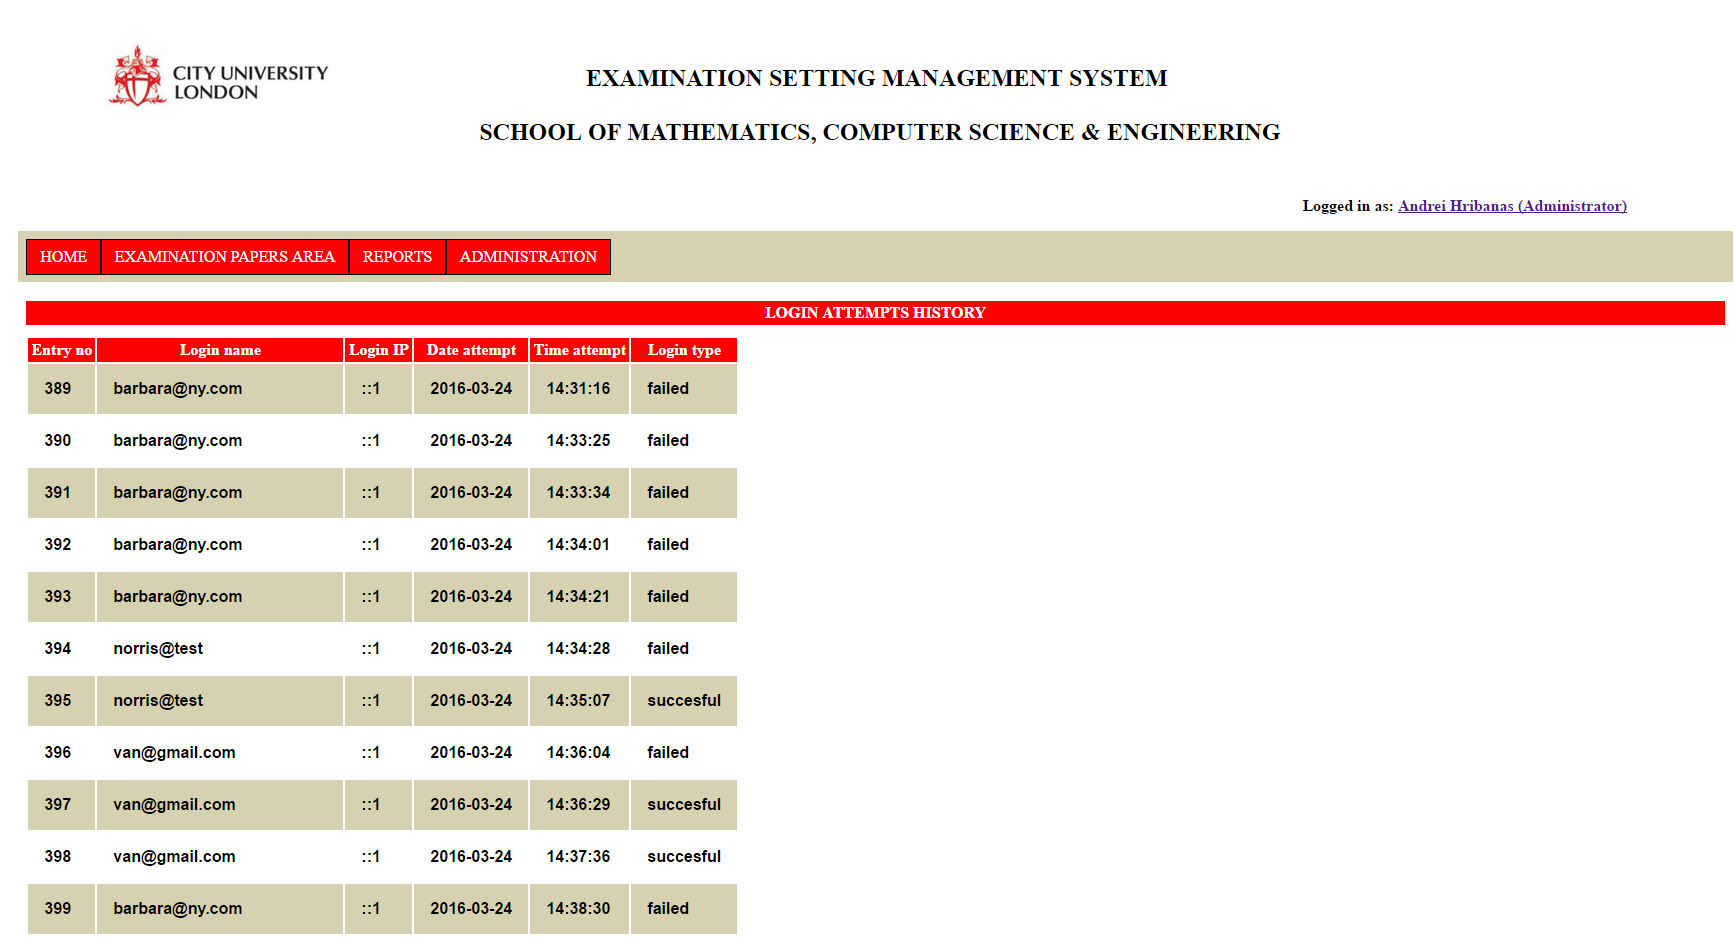 CITY UNIVERSITY
LONDON
EXAMINATION SETTING MANAGEMENT SYSTEM
SCHOOL OF MATHEMATICS, COMPUTER SCIENCE & ENGINEERING
Logged in as: Andrei Hribanas (Administrator)
HOME EXAMINATION PAPERS AREA REPORTS ADMINISTRATION
LOGIN ATTEMPTS HISTORY
Entry no Login name Login IP Date attempt Time attempt Login type
389 barbara@ny.com ::1 2016-03-24 14:31:16 failed
390 barbara@ny.com ::1 2016-03-24 14:33:25 failed
391 barbara@ny.com ::1 2016-03-24 14:33:34 failed
392 barbara@ny.com ::1 2016-03-24 14:34:01 failed
393 barbara@ny.com ::1 2016-03-24 14:34:21 failed
394 norris@test ::1 2016-03-24 14:34:28 failed
395 norris@test ::1 2016-03-24 14:35:07 succesful
396 van@gmail.com ::1 2016-03-24 14:36:04 failed
397 van@gmail.com ::1 2016-03-24 14:36:29 succesful
398 van@gmail.com ::1 2016-03-24 14:37:36 succesful
399 barbara@ny.com ::1 2016-03-24 14:38:30 failed